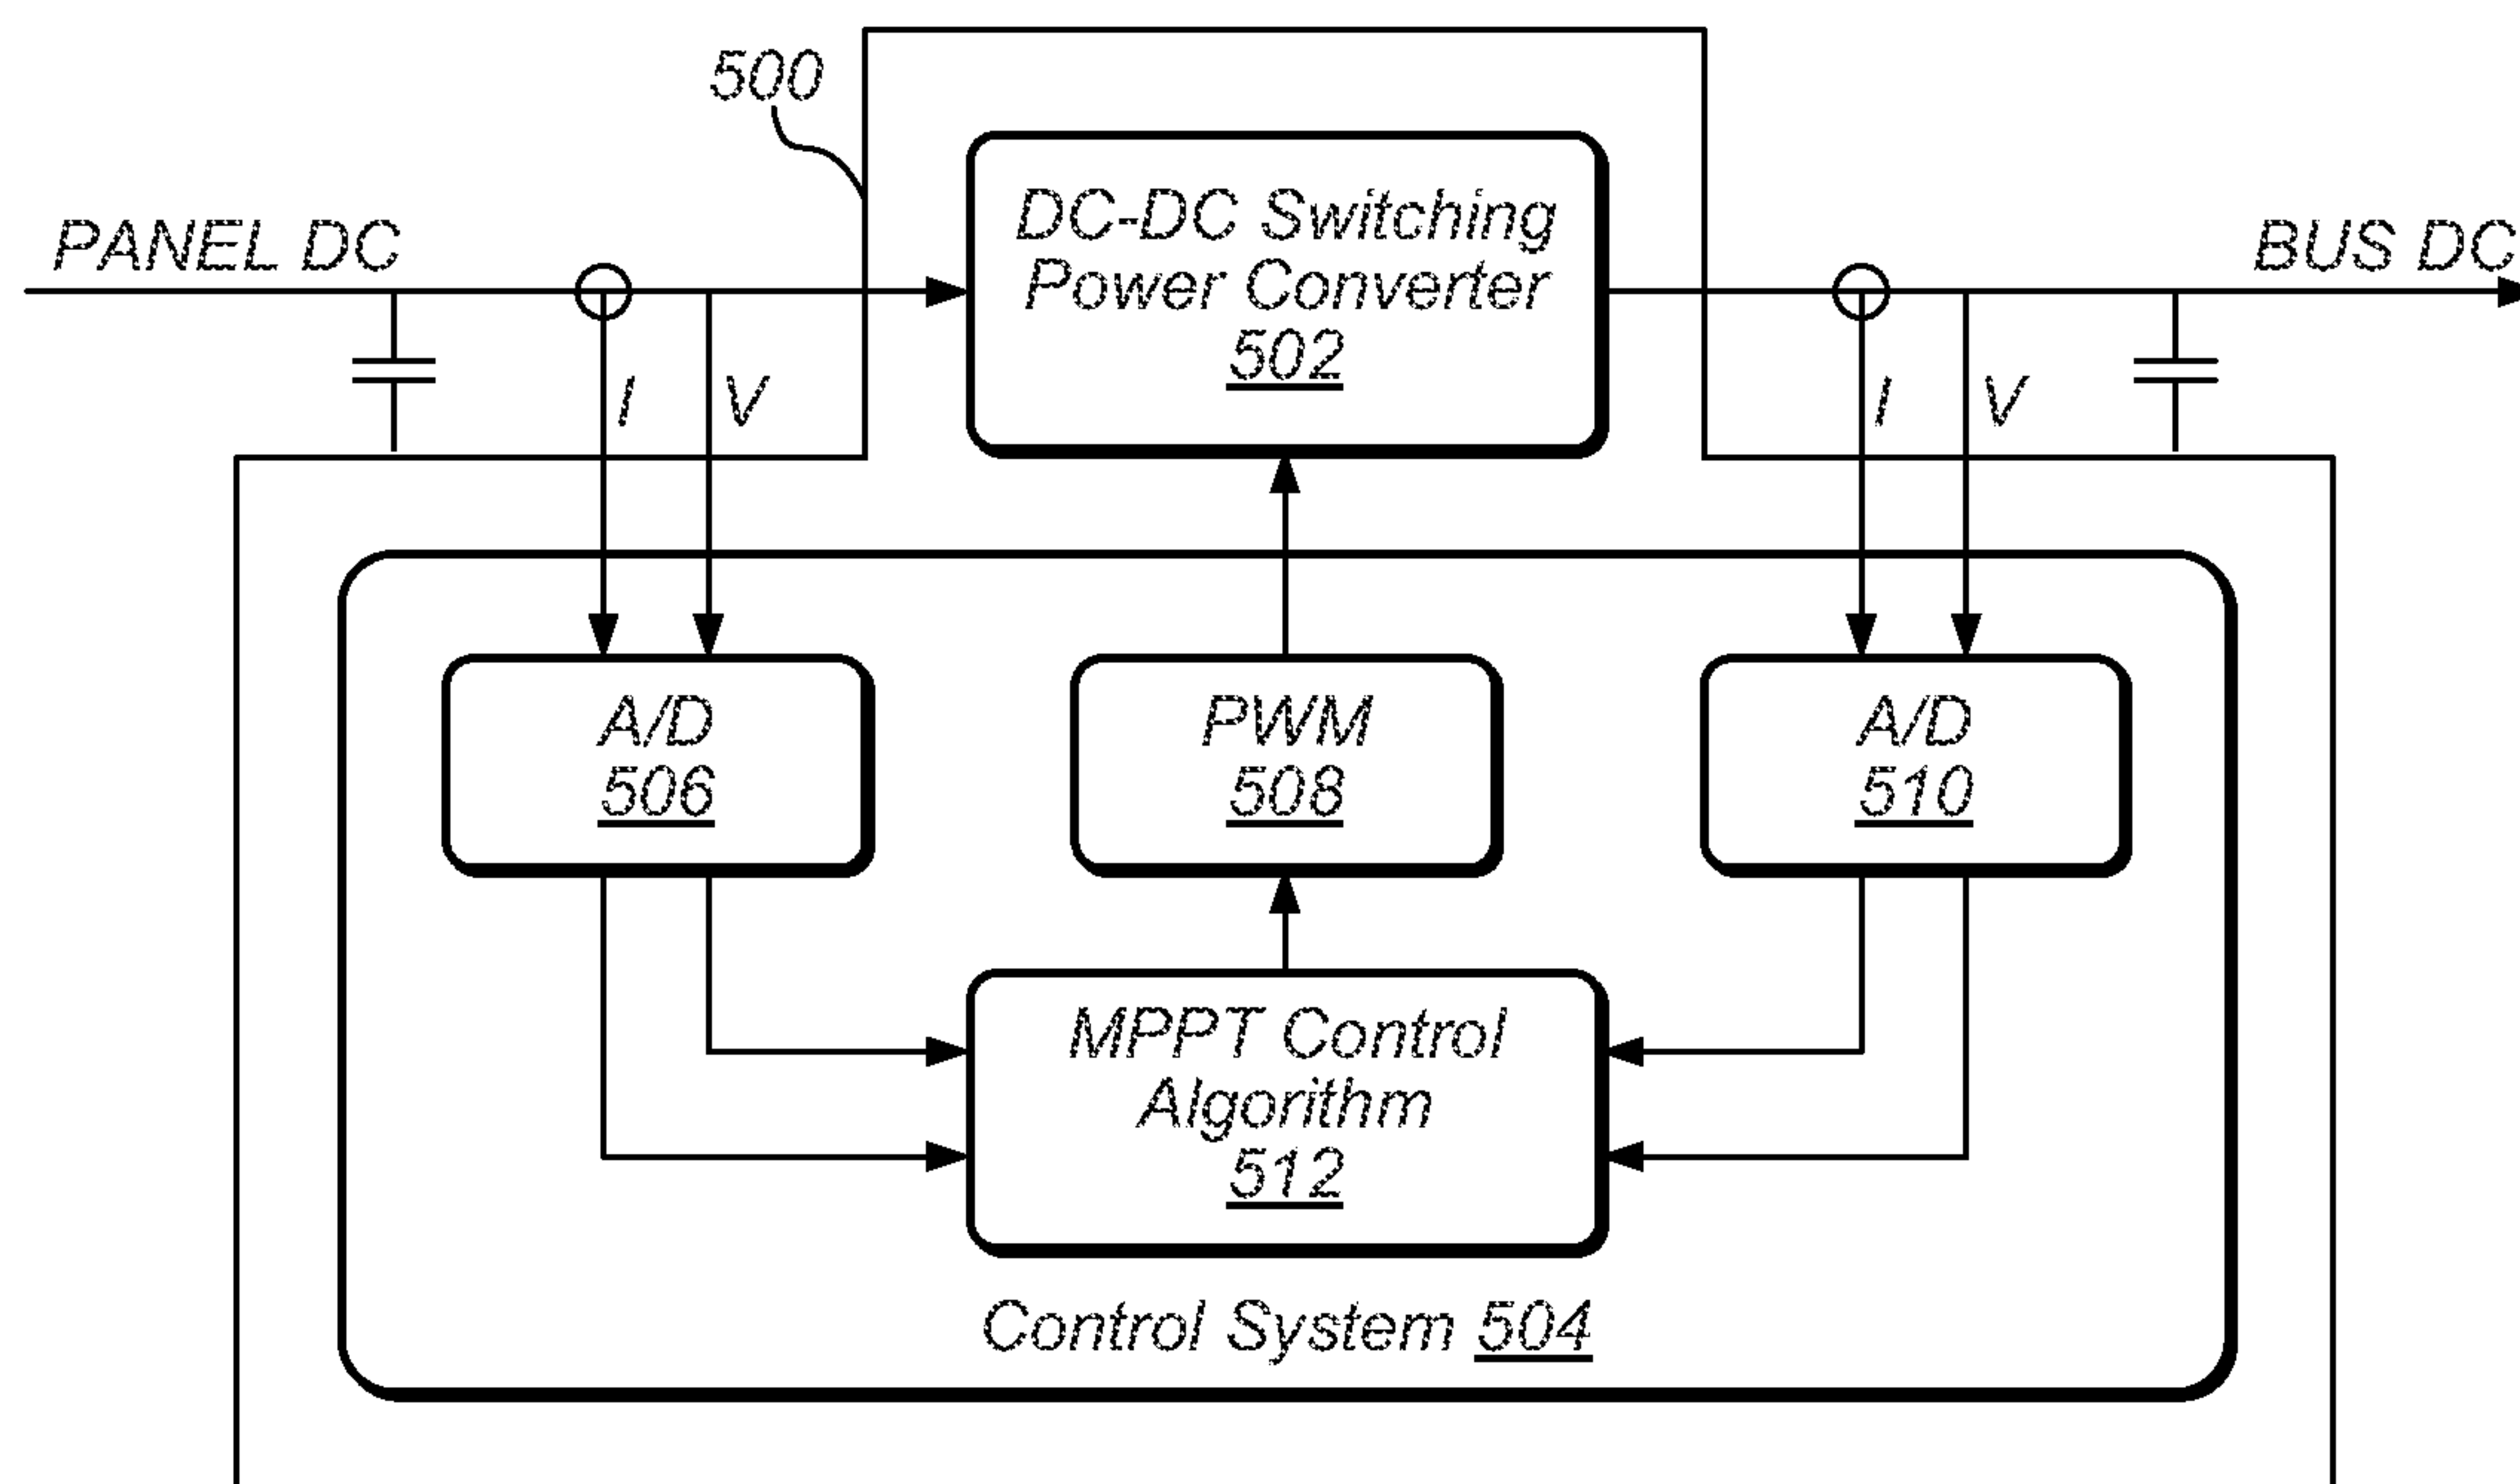 500
PANEL DC
DC-DC Switching
Power Converter
502
BUS DC
I
V
I
V
A/D
506
PWM
508
A/D
510
MPPT Control
Algorithm
512
Control System 504